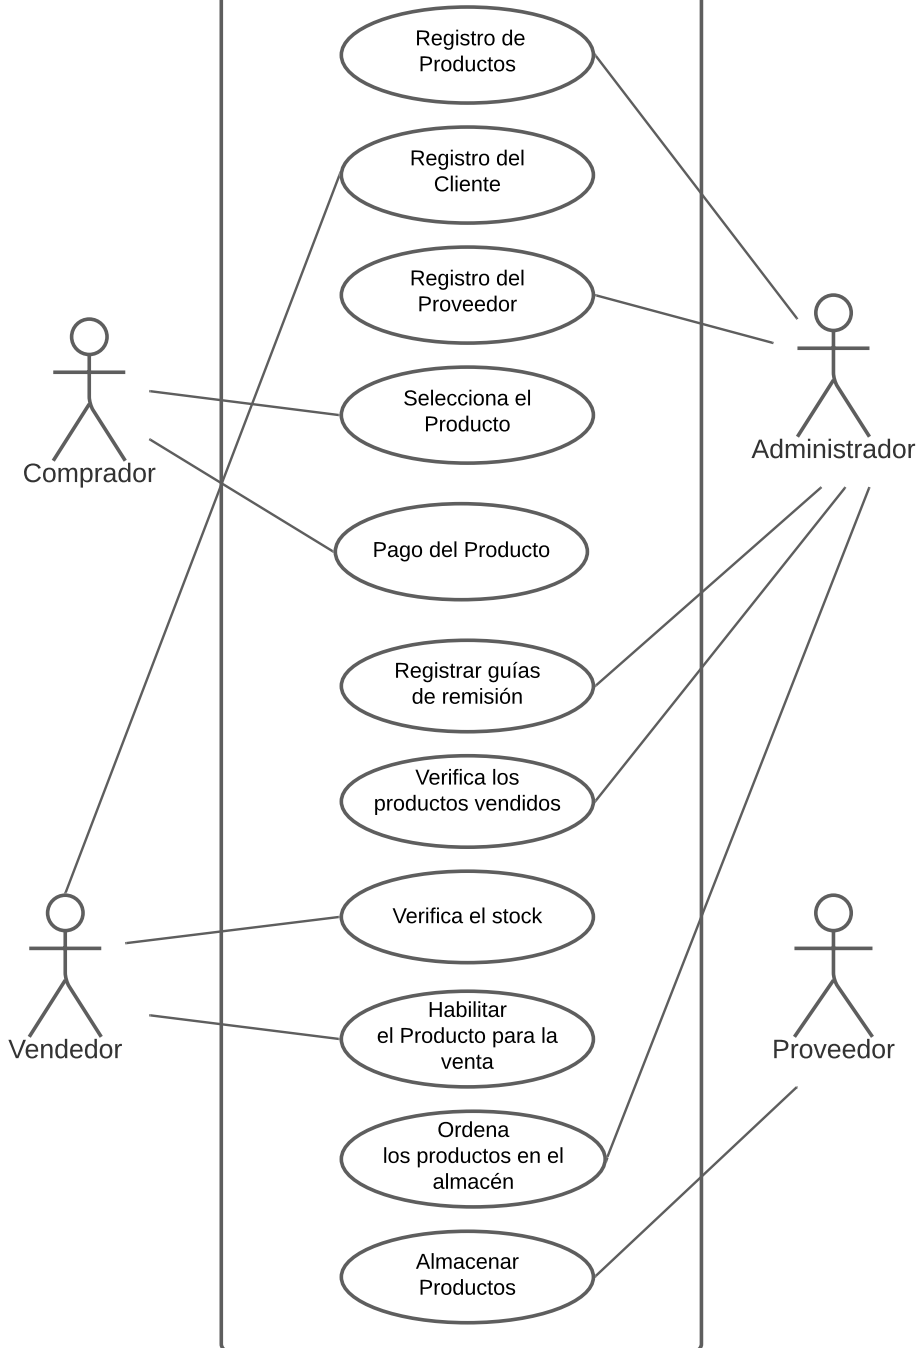 Registro de
Productos
Registro del
Cliente
Registro del
Proveedor
Selecciona el
Producto
Comprador
Administrador
Pago del Producto
Registrar guías
de remisión
Verifica los
productos vendidos
Verifica el stock
Habilitar
el Producto para la
venta
Vendedor
Proveedor
Ordena
los productos en el
almacén
Almacenar
Productos